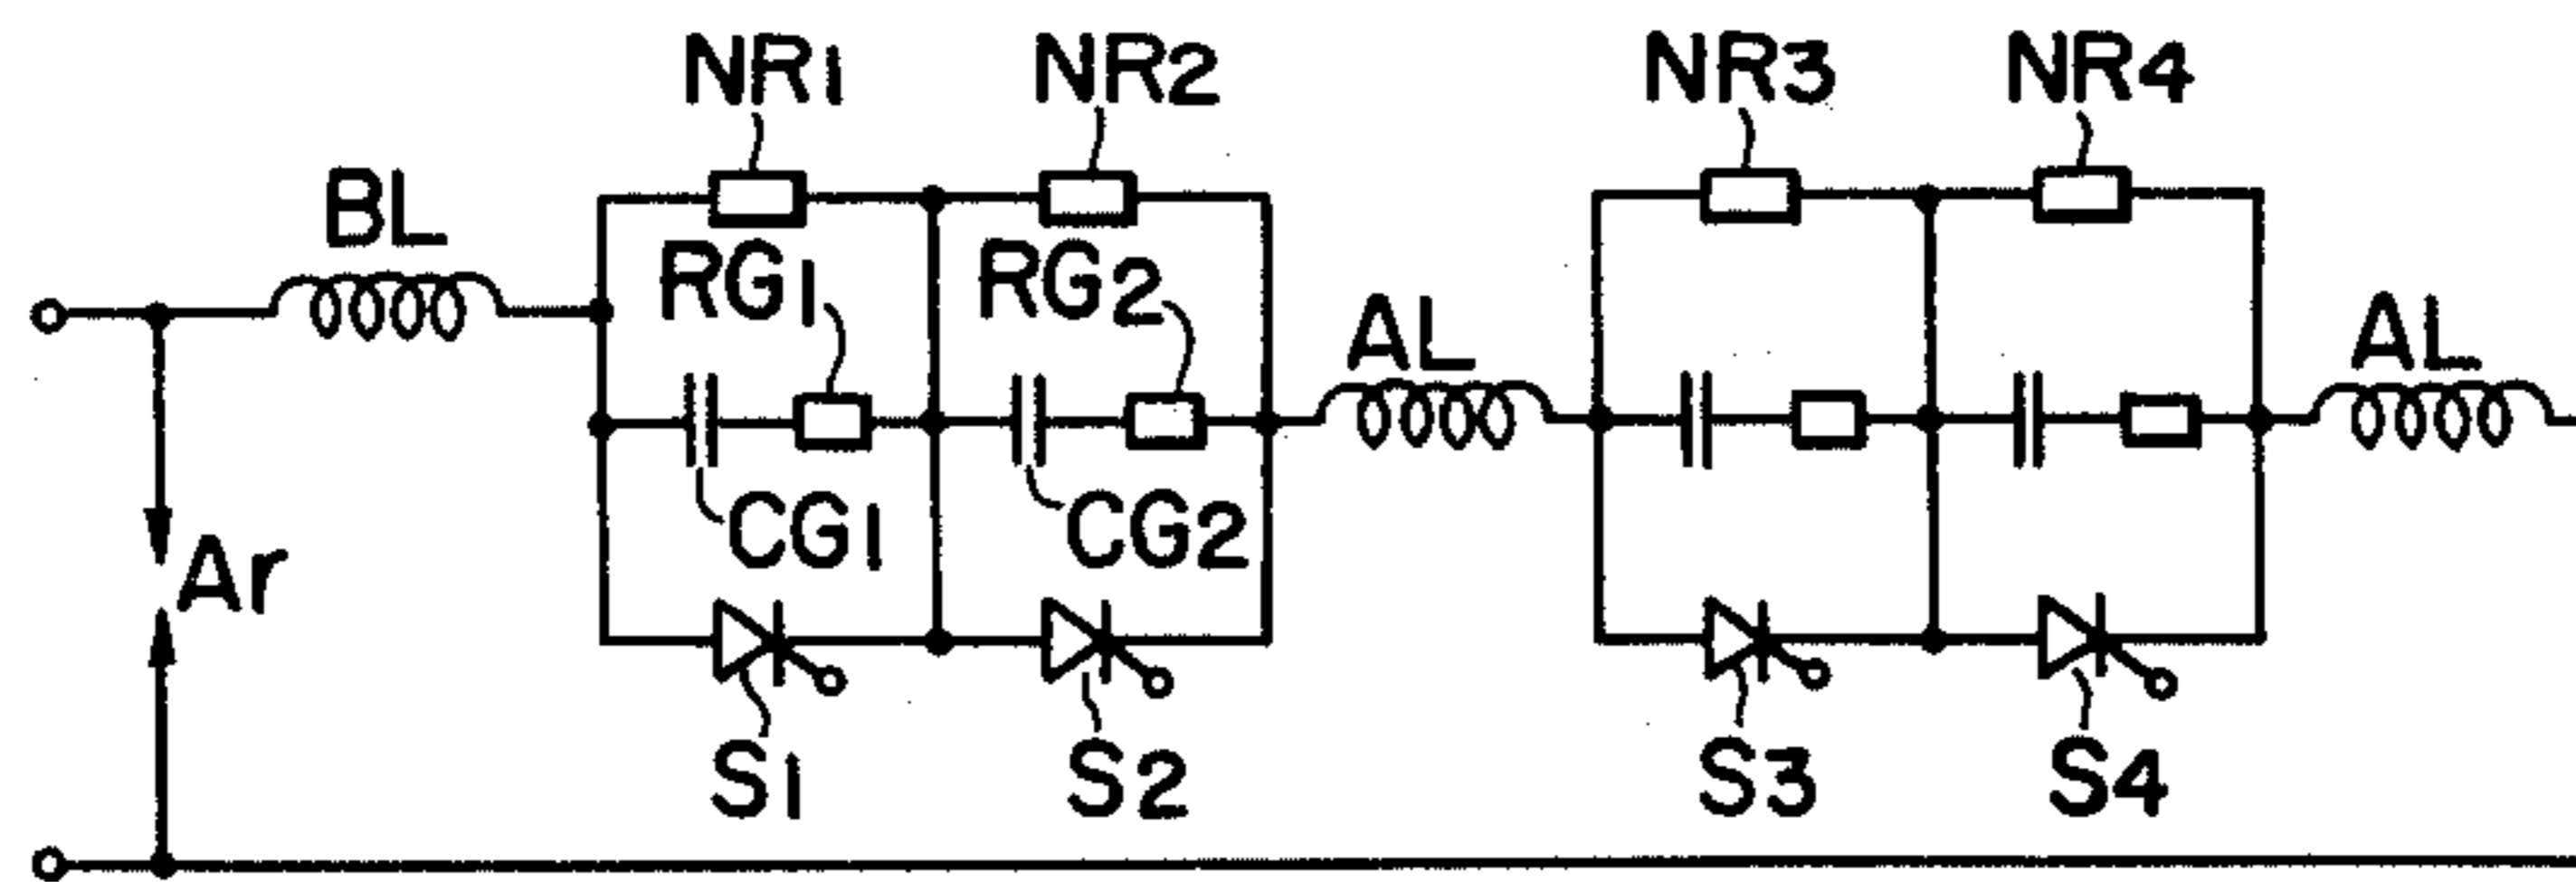 NR1 NR2 NR3 NR4
BL RG1 RG2 AL AL
CG1 CG2
Ar
S1 S2 S3 S4